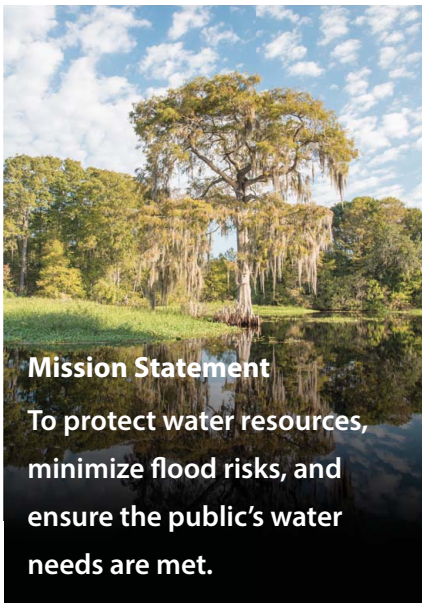 Mission Statement
To protect water resources,
minimize flood risks, and
ensure the public’s water
needs are met.